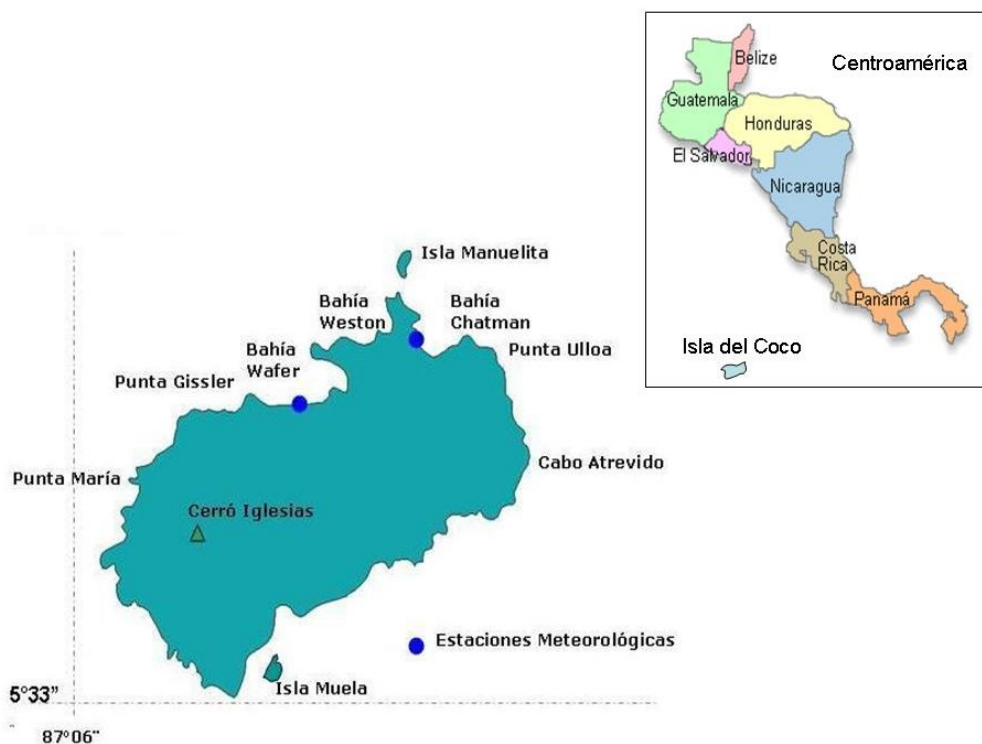 Belize
Centroamérica
Guatemala
Honduras
El Salvador
Nicaragua
Costa
Rica
Panamá
Isla del Coco
Isla Manuelita
Bahía
Weston
Bahía
Chatman
Bahía
Wafer
Punta Ulloa
Punta Gissler
Punta María
Cabo Atrevido
Cerró Iglesias
Estaciones Meteorológicas
Isla Muela
5°33”
87°06”